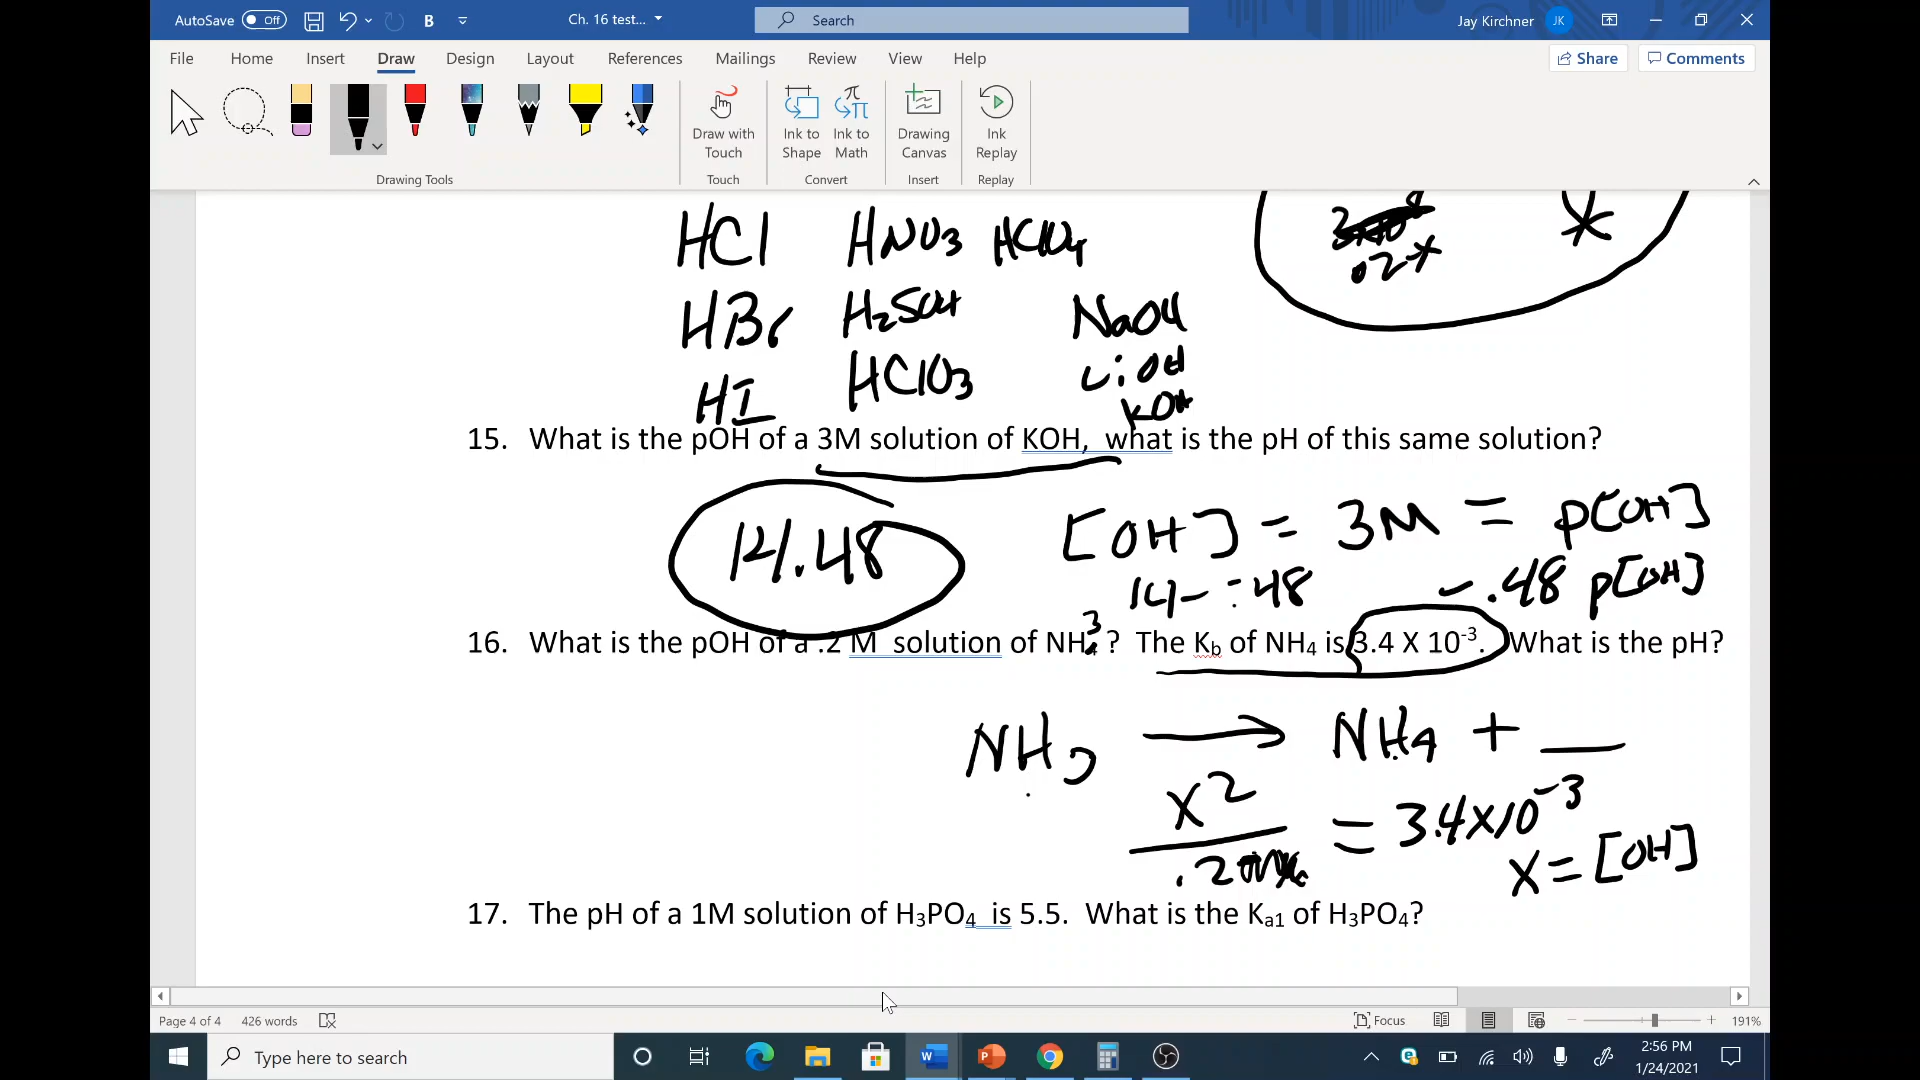 AutoSave Off B Ch. 16 test... Search Jay Kirchner JK
File Home Insert Draw Design Layout References Mailings Review View Help Share Comments
Draw with Touch
Ink to Shape
Ink to Math
Drawing Canvas
Ink Replay
Drawing Tools Touch Convert Insert Replay
HCl HNO3 HClO4
.02-x x
HBr H2SO4 NaOH
HI HClO3 LiOH
KOH
15. What is the pOH of a 3M solution of KOH, what is the pH of this same solution?
14.48 [OH] = 3M = p[OH]
14 - -.48 -.48 p[OH]
16. What is the pOH of a .2 M solution of NH3? The Kb of NH4 is 3.4 X 10-3. What is the pH?
NH3 → NH4 + __
x2
= 3.4x10-3
.2
x = [OH]
17. The pH of a 1M solution of H3PO4 is 5.5. What is the Ka1 of H3PO4?
Page 4 of 4 426 words Focus 191%
Type here to search 2:56 PM
1/24/2021